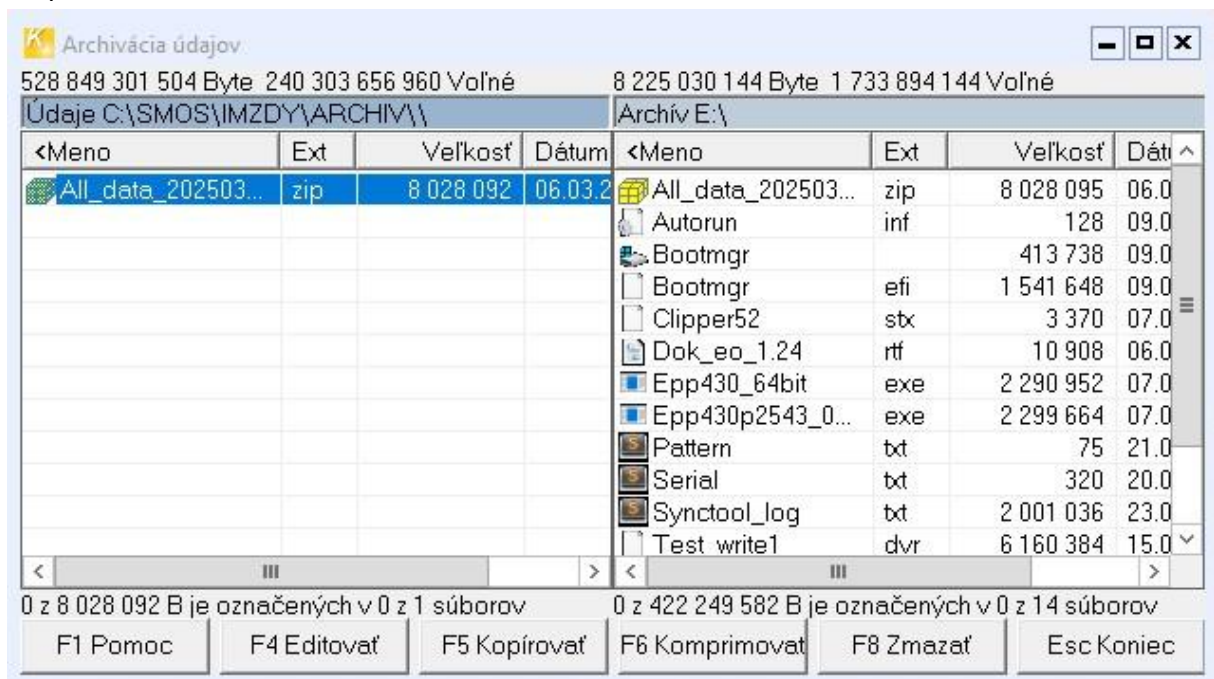 Archivácia údajov
528 849 301 504 Byte 240 303 656 960 Voľné 8 225 030 144 Byte 1 733 894 144 Voľné
Údaje C:\SMOS\IMZDY\ARCHIV\\ Archív E:\
<Meno Ext Veľkosť Dátum <Meno Ext Veľkosť Dát
All_data_202503... zip 8 028 092 06.03.2 All_data_202503... zip 8 028 095 06.0
Autorun inf 128 09.0
Bootmgr 413 738 09.0
Bootmgr efi 1 541 648 09.0
Clipper52 stx 3 370 07.0
Dok_eo_1.24 rtf 10 908 06.0
Epp430_64bit exe 2 290 952 07.0
Epp430p2543_0... exe 2 299 664 07.0
Pattern txt 75 21.0
Serial txt 320 20.0
Synctool_log txt 2 001 036 23.0
Test_write1 dvr 6 160 384 15.0
0 z 8 028 092 B je označených v 0 z 1 súborov 0 z 422 249 582 B je označených v 0 z 14 súborov
F1 Pomoc F4 Editovať F5 Kopírovať F6 Komprimovať F8 Zmazať Esc Koniec